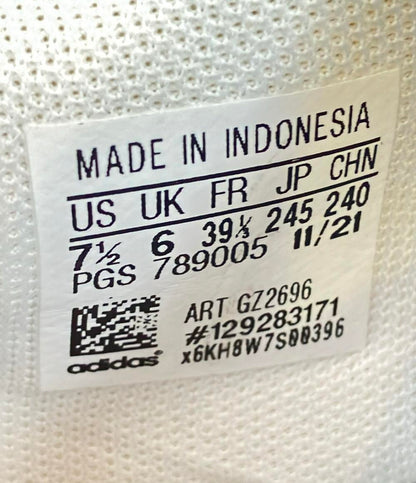 MADE IN INDONESIA
US UK FR JP CHN
7½ 6 39⅓ 245 240
PGS 789005 11/21
ART GZ2696
#129283171
x6KH8W7S00396
adidas